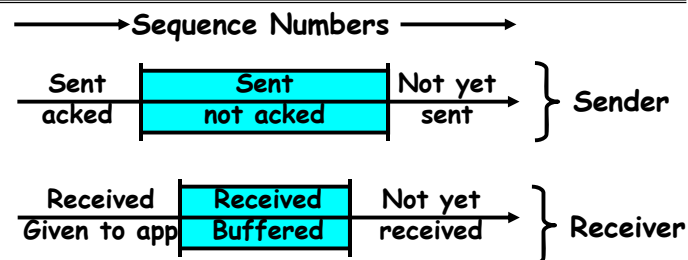 Sequence Numbers
Sent Sent Not yet
acked not acked sent
Sender
Received Received Not yet
Given to app Buffered received
Receiver